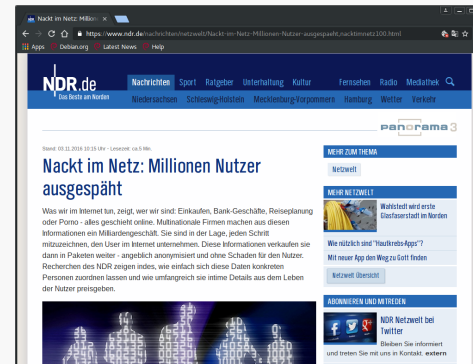 Nackt im Netz: Million
https://www.ndr.de/nachrichten/netzwelt/Nackt-im-Netz-Millionen-Nutzer-ausgespaeht,nacktimnetz100.html
Apps Debian.org Latest News Help
NDR.de
Das Beste am Norden
Nachrichten Sport Ratgeber Unterhaltung Kultur Fernsehen Radio Mediathek
Niedersachsen Schleswig-Holstein Mecklenburg-Vorpommern Hamburg Wetter Verkehr
panorama 3
Stand: 03.11.2016 10:15 Uhr - Lesezeit: ca.5 Min.
Nackt im Netz: Millionen Nutzer
ausgespäht
Was wir im Internet tun, zeigt, wer wir sind: Einkaufen, Bank-Geschäfte, Reiseplanung
oder Porno - alles geschieht online. Multinationale Firmen machen aus diesen
Informationen ein Milliardengeschäft. Sie sind in der Lage, jeden Schritt
mitzuzeichnen, den User im Internet unternehmen. Diese Informationen verkaufen sie
dann in Paketen weiter - angeblich anonymisiert und ohne Schaden für den Nutzer.
Recherchen des NDR zeigen indes, wie einfach sich diese Daten konkreten
Personen zuordnen lassen und wie umfangreich sie intime Details aus dem Leben
der Nutzer preisgeben.
MEHR ZUM THEMA
Netzwelt
MEHR NETZWELT
Wahlstedt wird erste
Glasfaserstadt im Norden
Wie nützlich sind "Hautkrebs-Apps"?
Mit neuer App den Weg zu Gott finden
Netzwelt Übersicht
ABONNIEREN UND MITREDEN
NDR Netzwelt bei
Twitter
Bleiben Sie informiert
und treten Sie mit uns in Kontakt. extern